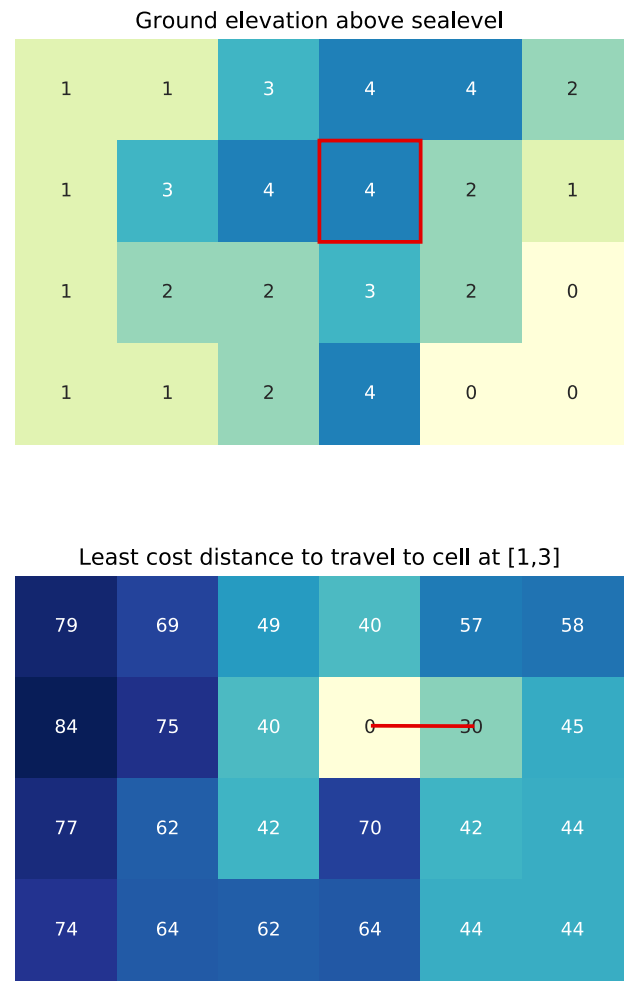 Ground elevation above sealevel
1 1 3 4 4 2
1 3 4 4 2 1
1 2 2 3 2 0
1 1 2 4 0 0
Least cost distance to travel to cell at [1,3]
79 69 49 40 57 58
84 75 40 0 30 45
77 62 42 70 42 44
74 64 62 64 44 44